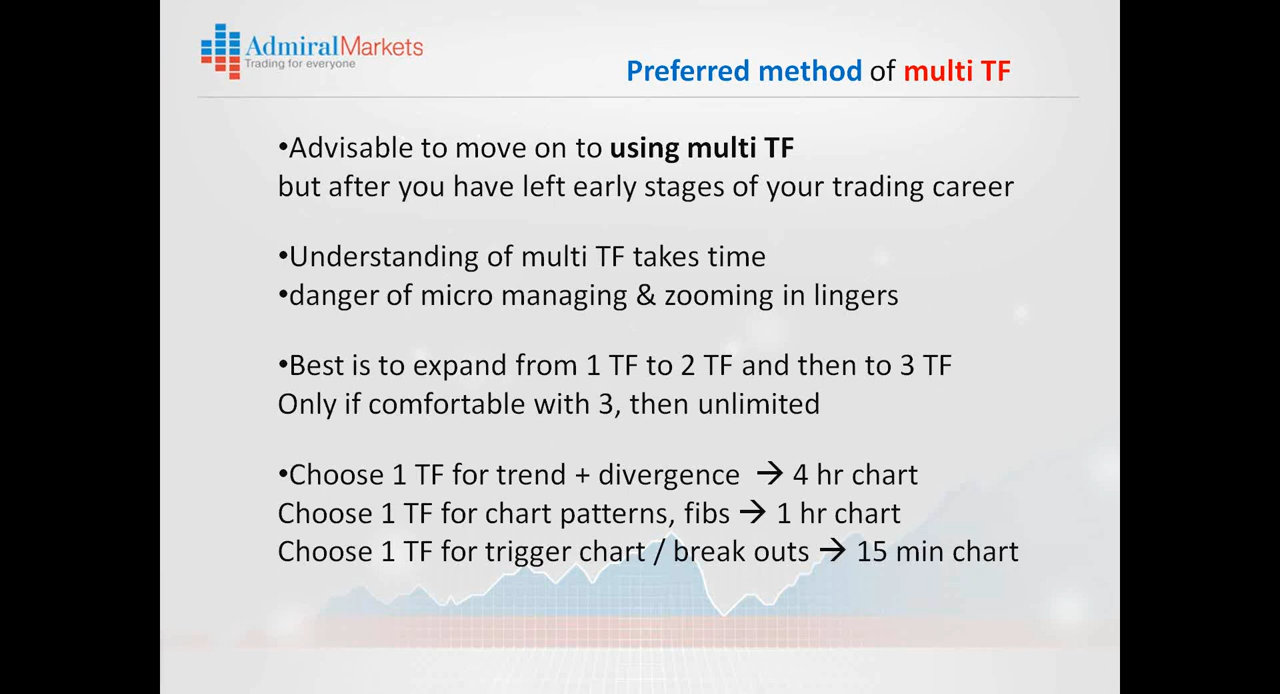 AdmiralMarkets
Trading for everyone
Preferred method of multi TF
•Advisable to move on to using multi TF
but after you have left early stages of your trading career
•Understanding of multi TF takes time
•danger of micro managing & zooming in lingers
•Best is to expand from 1 TF to 2 TF and then to 3 TF
Only if comfortable with 3, then unlimited
•Choose 1 TF for trend + divergence → 4 hr chart
Choose 1 TF for chart patterns, fibs → 1 hr chart
Choose 1 TF for trigger chart / break outs → 15 min chart